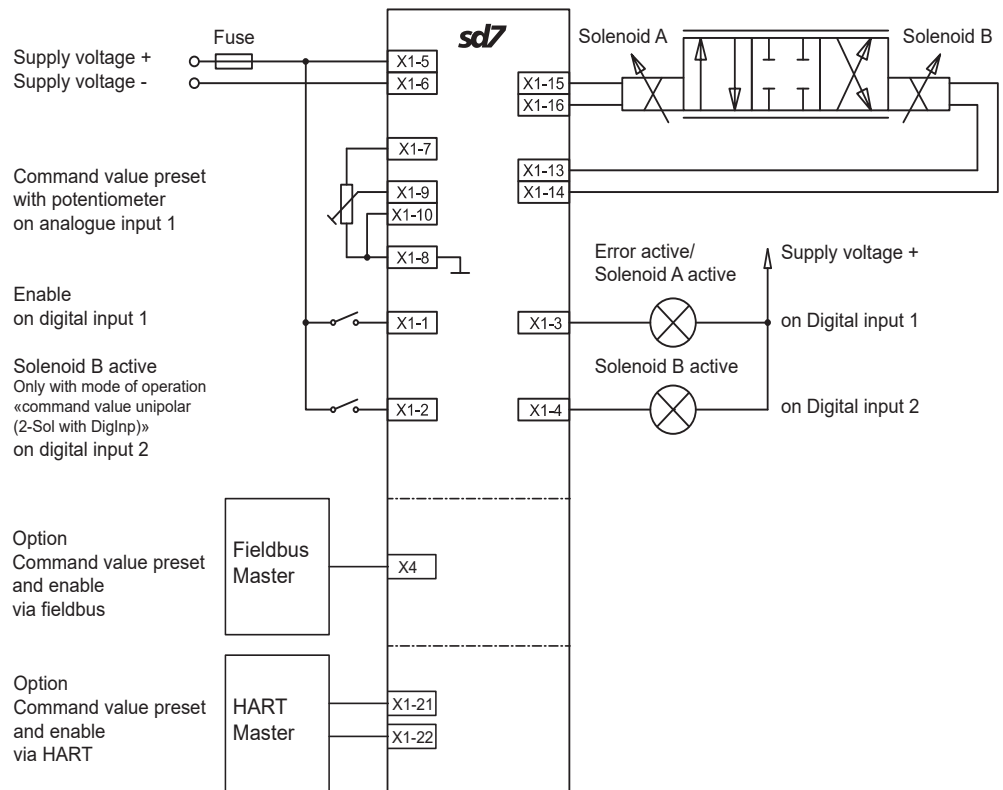 sd7
Fuse
Supply voltage +
Supply voltage -
X1-5
X1-6
Solenoid A
Solenoid B
X1-15
X1-16
X1-13
X1-14
Command value preset
with potentiometer
on analogue input 1
X1-7
X1-9
X1-10
X1-8
Error active/
Solenoid A active
Supply voltage +
Enable
on digital input 1
X1-1
X1-3
on Digital input 1
Solenoid B active
Only with mode of operation
«command value unipolar
(2-Sol with DigInp)»
on digital input 2
X1-2
X1-4
Solenoid B active
on Digital input 2
Option
Command value preset
and enable
via fieldbus
Fieldbus
Master
X4
Option
Command value preset
and enable
via HART
HART
Master
X1-21
X1-22